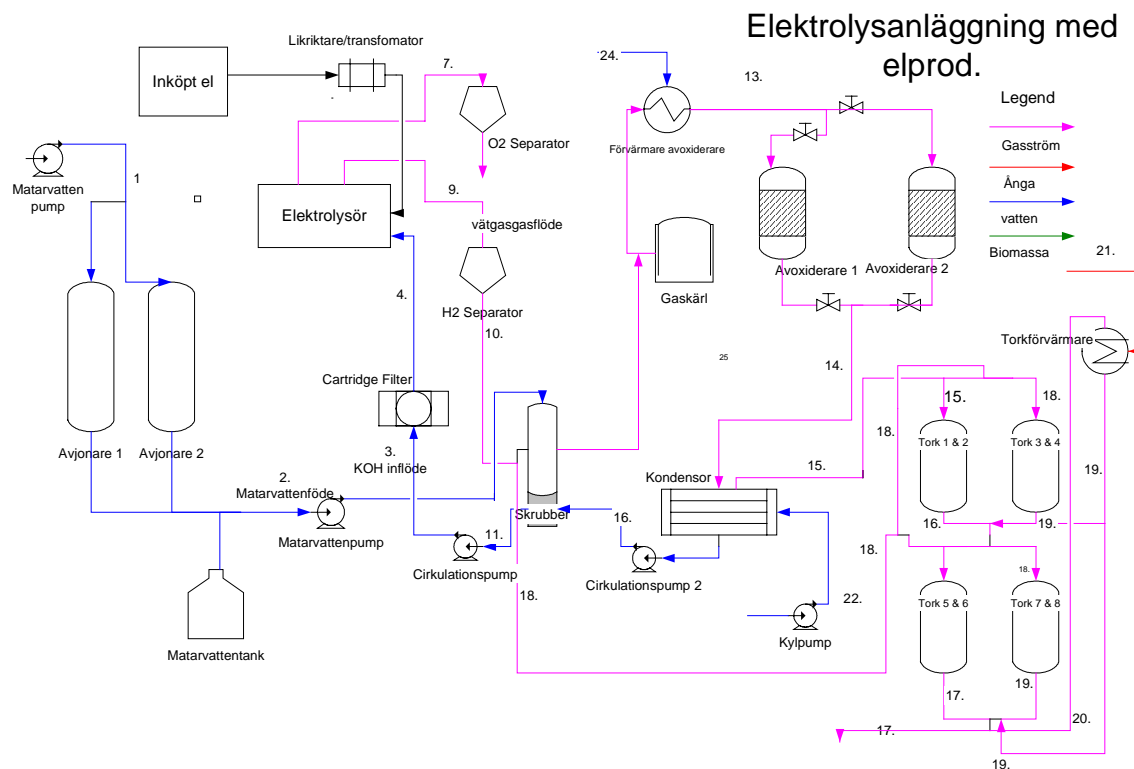 Elektrolysanläggning med
elprod.
Likriktare/transfomator
Inköpt el
7.
24.
13.
Legend
Gasström
Ånga
vatten
Biomassa
O2 Separator
Förvärmare avoxiderare
1
Matarvatten
pump
9.
Elektrolysör
vätgasgasflöde
21.
Avoxiderare 1
Avoxiderare 2
4.
Gaskärl
H2 Separator
10.
25
14.
Torkförvärmare
Cartridge Filter
15.
18.
18.
Tork 1 & 2
Tork 3 & 4
Avjonare 1
Avjonare 2
3.
KOH inflöde
15.
Kondensor
19.
2.
Matarvattenföde
Skrubber
16.
16.
19.
Matarvattenpump
11.
18.
Cirkulationspump
Cirkulationspump 2
18.
18.
22.
Tork 5 & 6
Tork 7 & 8
Kylpump
Matarvattentank
17.
19.
17.
20.
19.